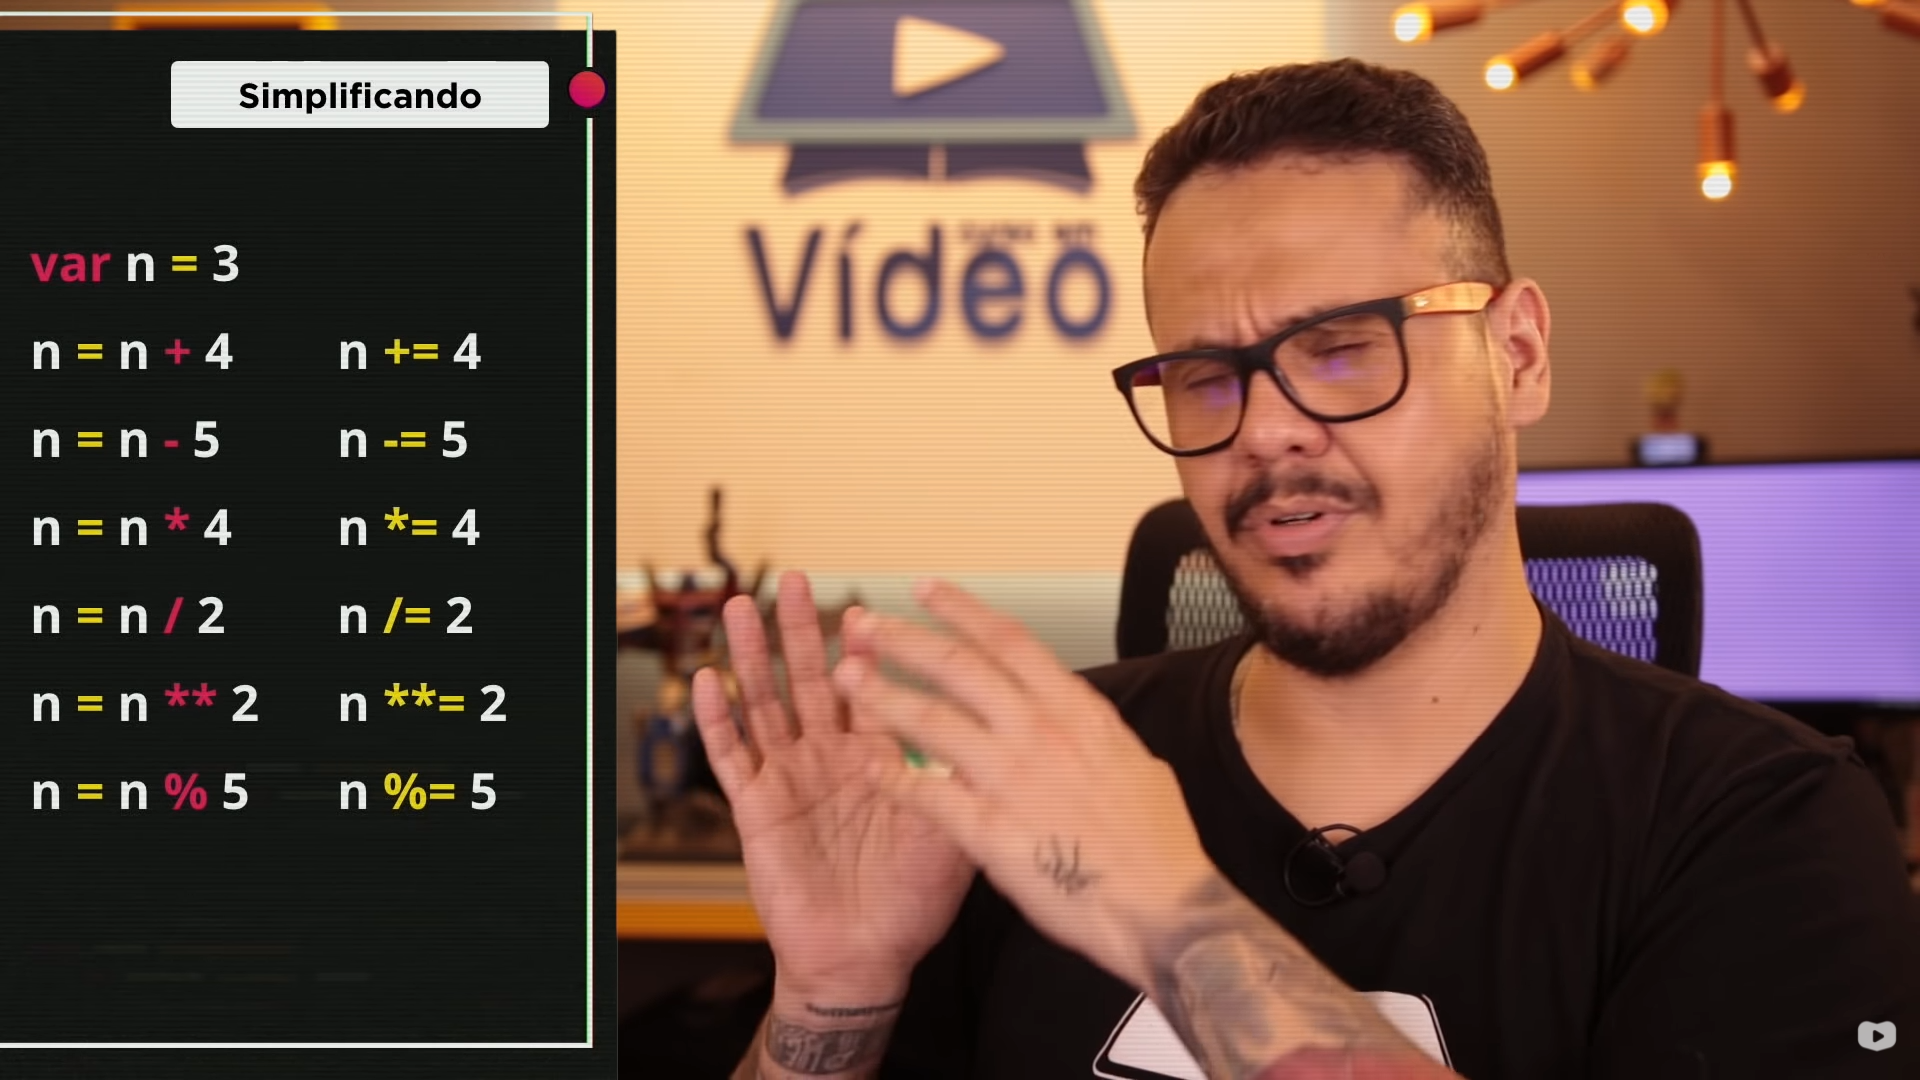 Simplificando
var n = 3
n = n + 4 n += 4
n = n - 5 n -= 5
n = n * 4 n *= 4
n = n / 2 n /= 2
n = n ** 2 n **= 2
n = n % 5 n %= 5
Vídeo